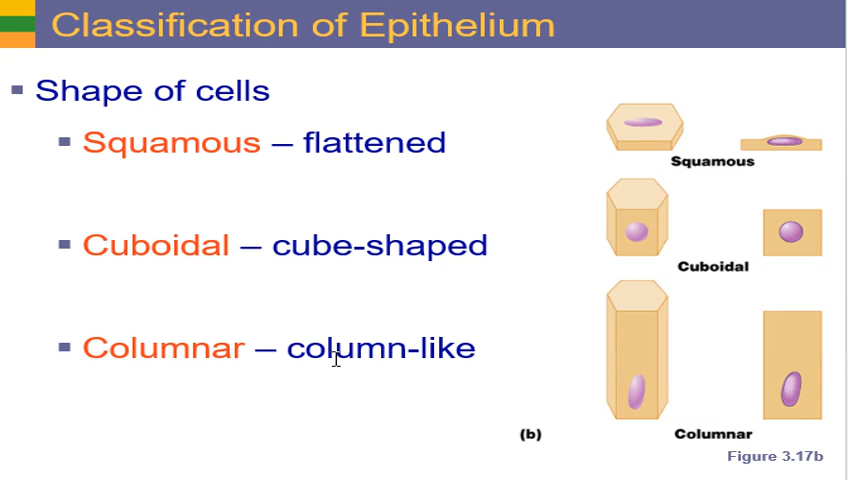 Classification of Epithelium
Shape of cells
Squamous – flattened
Cuboidal – cube-shaped
Columnar – column-like
Squamous
Cuboidal
(b)
Columnar
Figure 3.17b